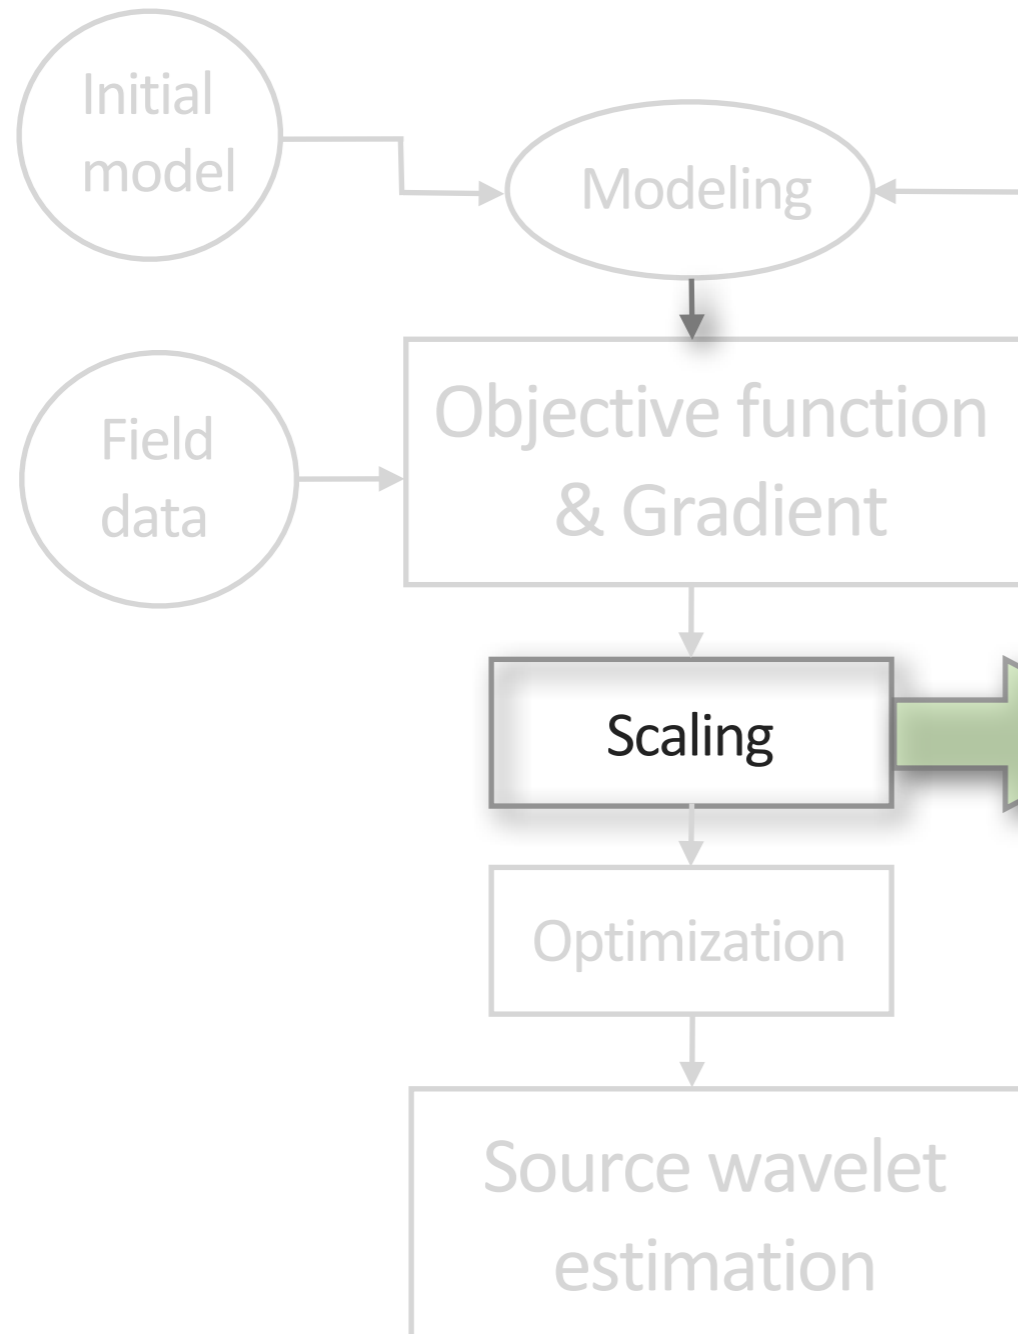 Initial
model
Modeling
Objective function
& Gradient
Field
data
Scaling
Optimization
Source wavelet
estimation